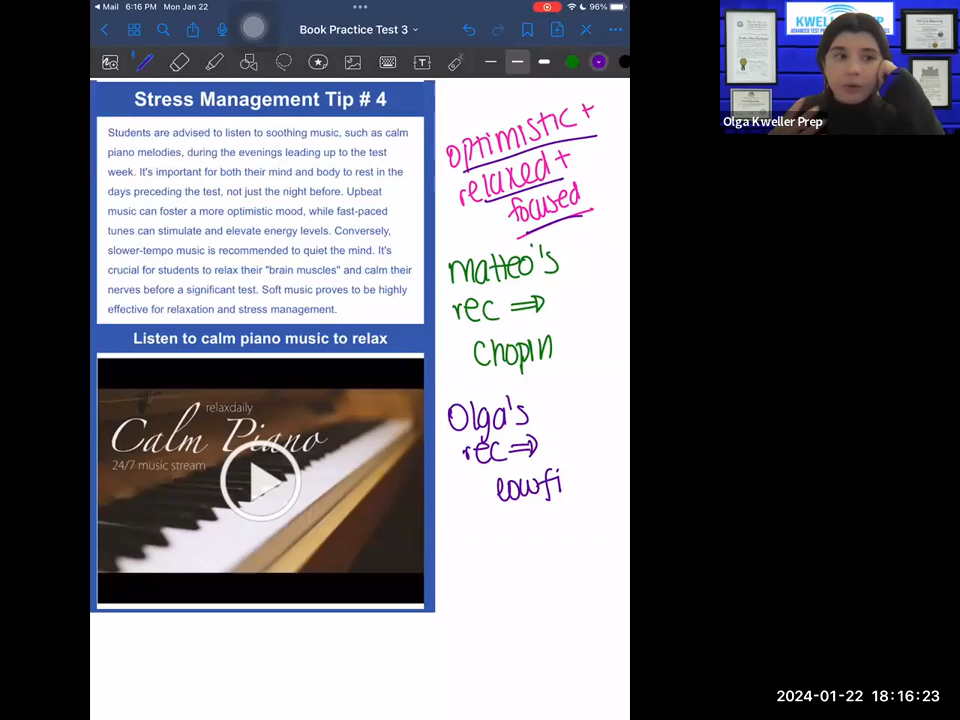 Mail 6:16 PM Mon Jan 22
96%
Book Practice Test 3
Stress Management Tip # 4
Students are advised to listen to soothing music, such as calm
piano melodies, during the evenings leading up to the test
week. It's important for both their mind and body to rest in the
days preceding the test, not just the night before. Upbeat
music can foster a more optimistic mood, while fast-paced
tunes can stimulate and elevate energy levels. Conversely,
slower-tempo music is recommended to quiet the mind. It's
crucial for students to relax their "brain muscles" and calm their
nerves before a significant test. Soft music proves to be highly
effective for relaxation and stress management.
Listen to calm piano music to relax
relaxdaily
Calm Piano
24/7 music stream
optimistic +
relaxed +
focused
matteo's
rec ⇒
Chopin
Olga's
rec ⇒
lowfi
Olga Kweller Prep
2024-01-22 18:16:23